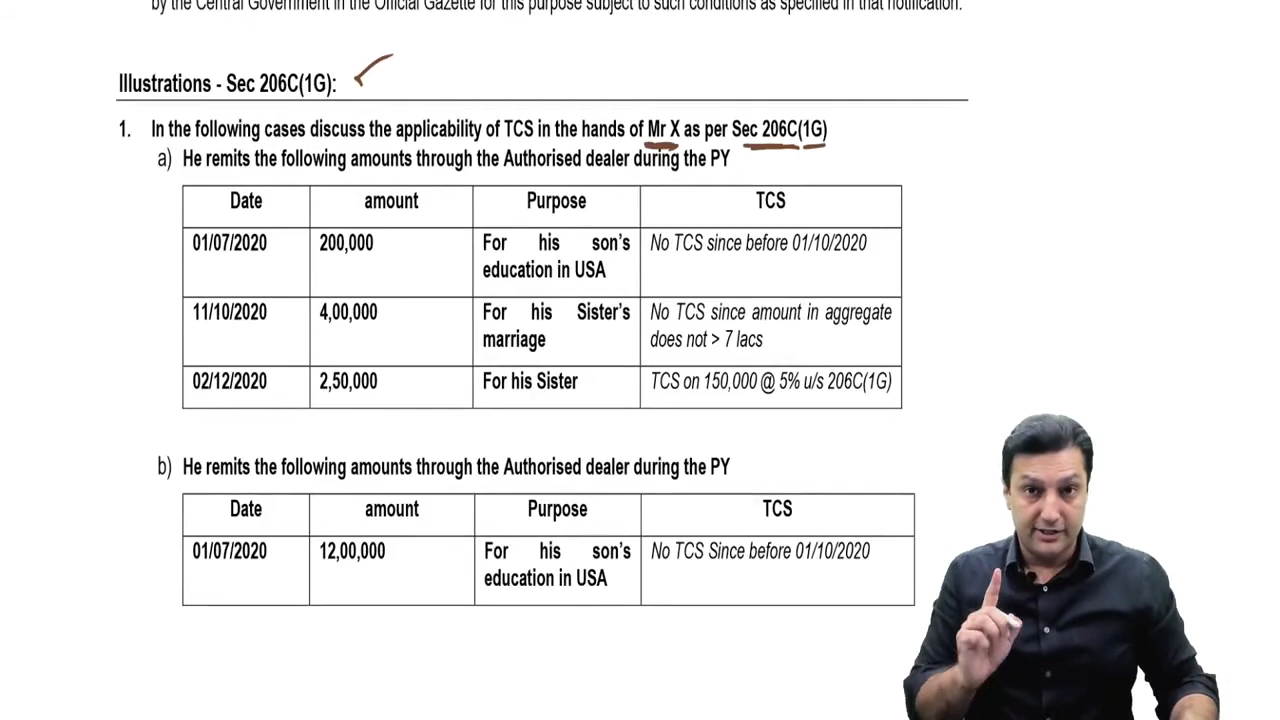 by the Central Government in the Official Gazette for this purpose subject to such conditions as specified in that notification.
Illustrations - Sec 206C(1G):
1. In the following cases discuss the applicability of TCS in the hands of Mr X as per Sec 206C(1G)
a) He remits the following amounts through the Authorised dealer during the PY
Date amount Purpose TCS
01/07/2020 200,000 For his son's No TCS since before 01/10/2020
education in USA
11/10/2020 4,00,000 For his Sister's No TCS since amount in aggregate
marriage does not > 7 lacs
02/12/2020 2,50,000 For his Sister TCS on 150,000 @ 5% u/s 206C(1G)
b) He remits the following amounts through the Authorised dealer during the PY
Date amount Purpose TCS
01/07/2020 12,00,000 For his son's No TCS Since before 01/10/2020
education in USA